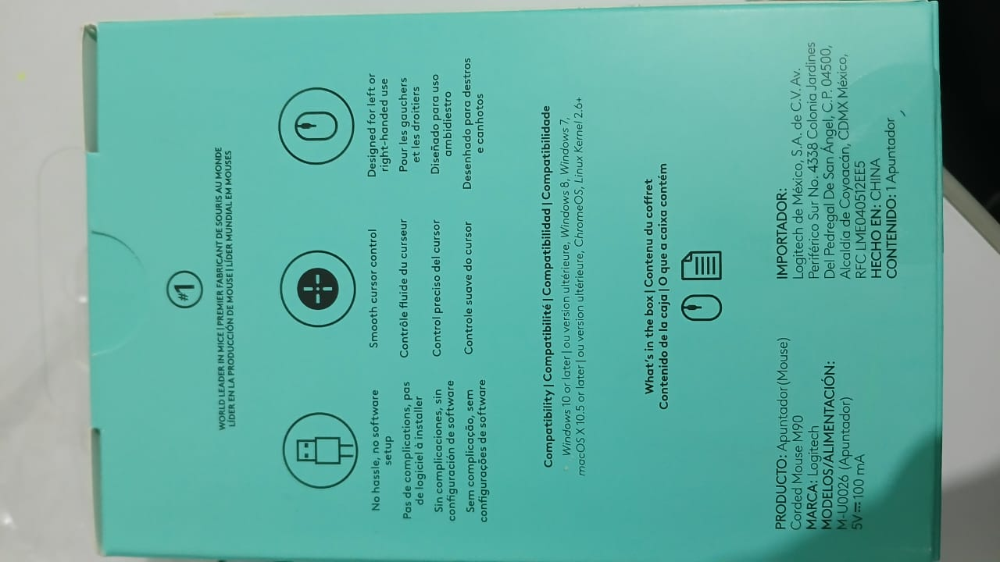 #1
WORLD LEADER IN MICE | PREMIER FABRICANT DE SOURIS AU MONDE
LÍDER EN LA PRODUCCIÓN DE MOUSE | LÍDER MUNDIAL EM MOUSES
No hassle, no software
setup
Pas de complications, pas
de logiciel à installer
Sin complicaciones, sin
configuración de software
Sem complicação, sem
configurações de software
Smooth cursor control
Contrôle fluide du curseur
Control preciso del cursor
Controle suave do cursor
Designed for left or
right-handed use
Pour les gauchers
et les droitiers
Diseñado para uso
ambidiestro
Desenhado para destros
e canhotos
Compatibility | Compatibilité | Compatibilidad | Compatibilidade
Windows 10 or later | ou version ultérieure, Windows 8, Windows 7,
macOS X 10.5 or later | ou version ultérieure, ChromeOS, Linux Kernel 2.6+
What's in the box | Contenu du coffret
Contenido de la caja | O que a caixa contém
PRODUCTO: Apuntador (Mouse)
Corded Mouse M90
MARCA: Logitech
MODELOS/ALIMENTACIÓN:
M-U0026 (Apuntador)
5V⎓100 mA
IMPORTADOR:
Logitech de México, S.A. de C.V. Av.
Periférico Sur No. 4338 Colonia Jardines
Del Pedregal De San Ángel, C.P. 04500,
Alcaldía de Coyoacán, CDMX México,
RFC LME040512EE5
HECHO EN: CHINA
CONTENIDO: 1 Apuntador